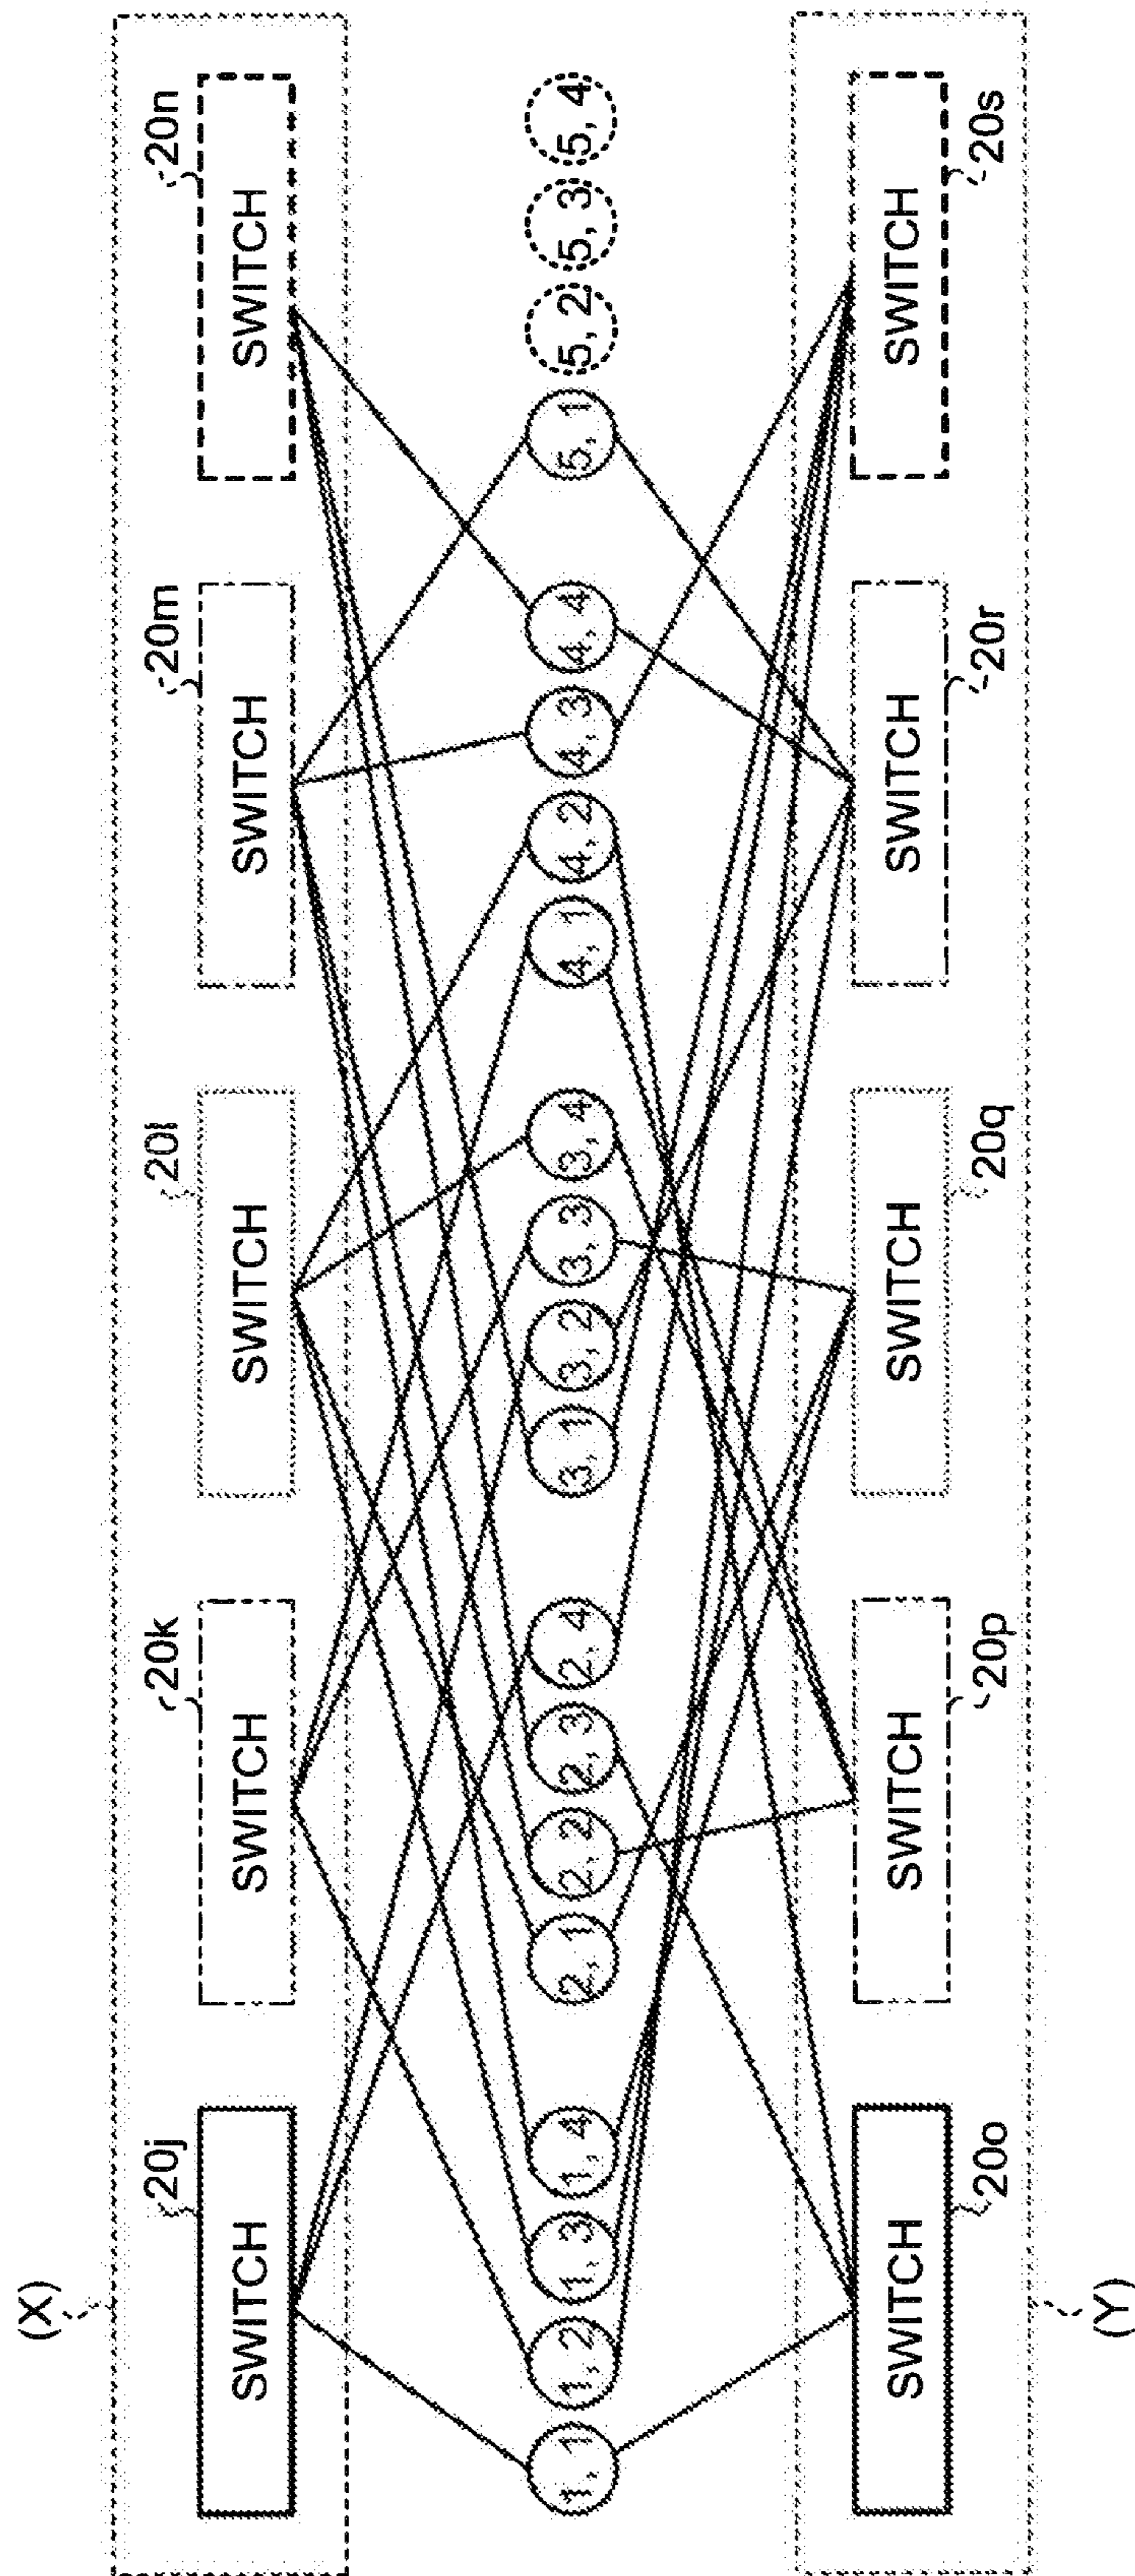 (X)
20j 20k 20l 20m 20n
SWITCH SWITCH SWITCH SWITCH SWITCH
1, 1 1, 2 1, 3 1, 4 2, 1 2, 2 2, 3 2, 4 3, 1 3, 2 3, 3 3, 4 4, 1 4, 2 4, 3 4, 4 5, 1 5, 2 5, 3 5, 4
SWITCH SWITCH SWITCH SWITCH SWITCH
20o 20p 20q 20r 20s
(Y)